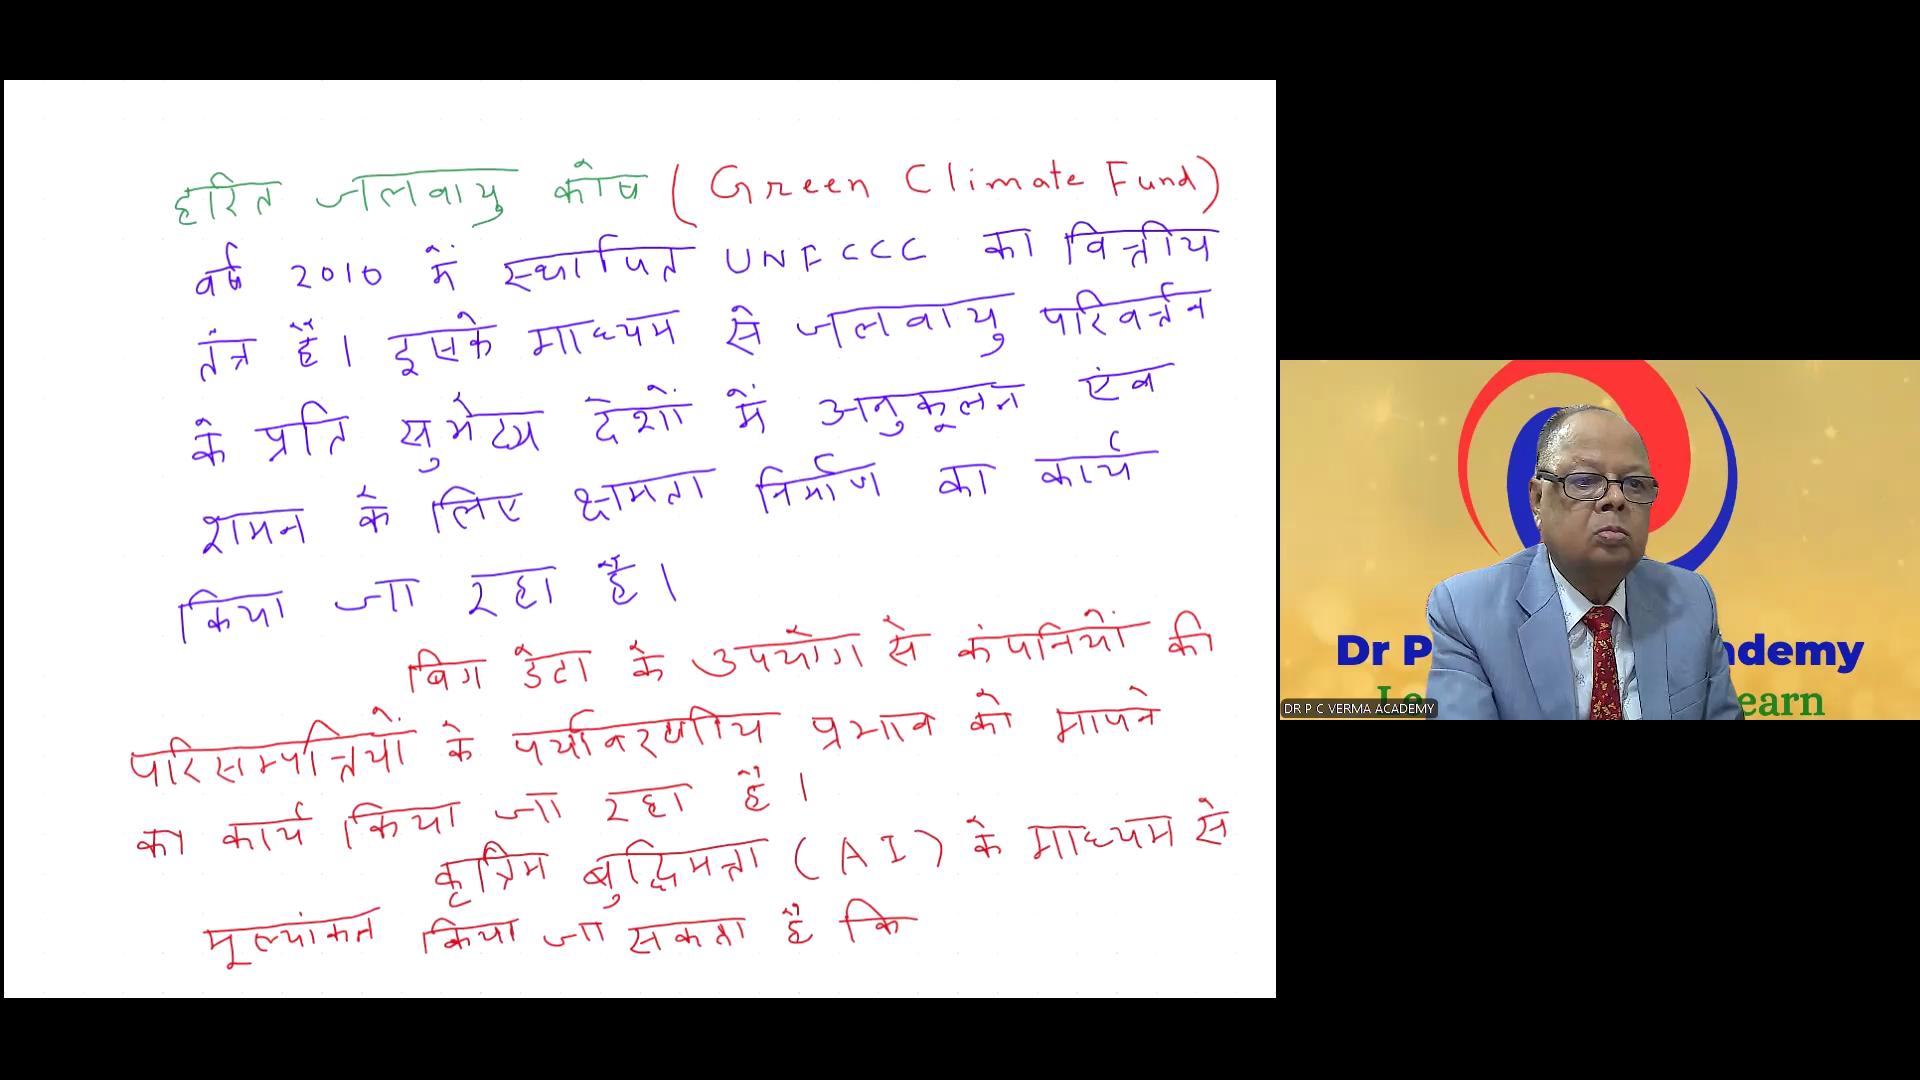 हरित जलवायु कोष (Green Climate Fund)
वर्ष 2010 में स्थापित UNFCCC का वित्तीय
तंत्र है। इसके माध्यम से जलवायु परिवर्तन
के प्रति सुभेद्य देशों में अनुकूलन एंव
शमन के लिए क्षमता निर्माण का कार्य
किया जा रहा है।
बिग डेटा के उपयोग से कंपनियों की
परिसम्पत्तियों के पर्यावरणीय प्रभाव को मापने
का कार्य किया जा रहा है।
कृत्रिम बुद्धिमत्ता (AI) के माध्यम से
मूल्यांकन किया जा सकता है कि
Dr P demy
earn
DR P C VERMA ACADEMY